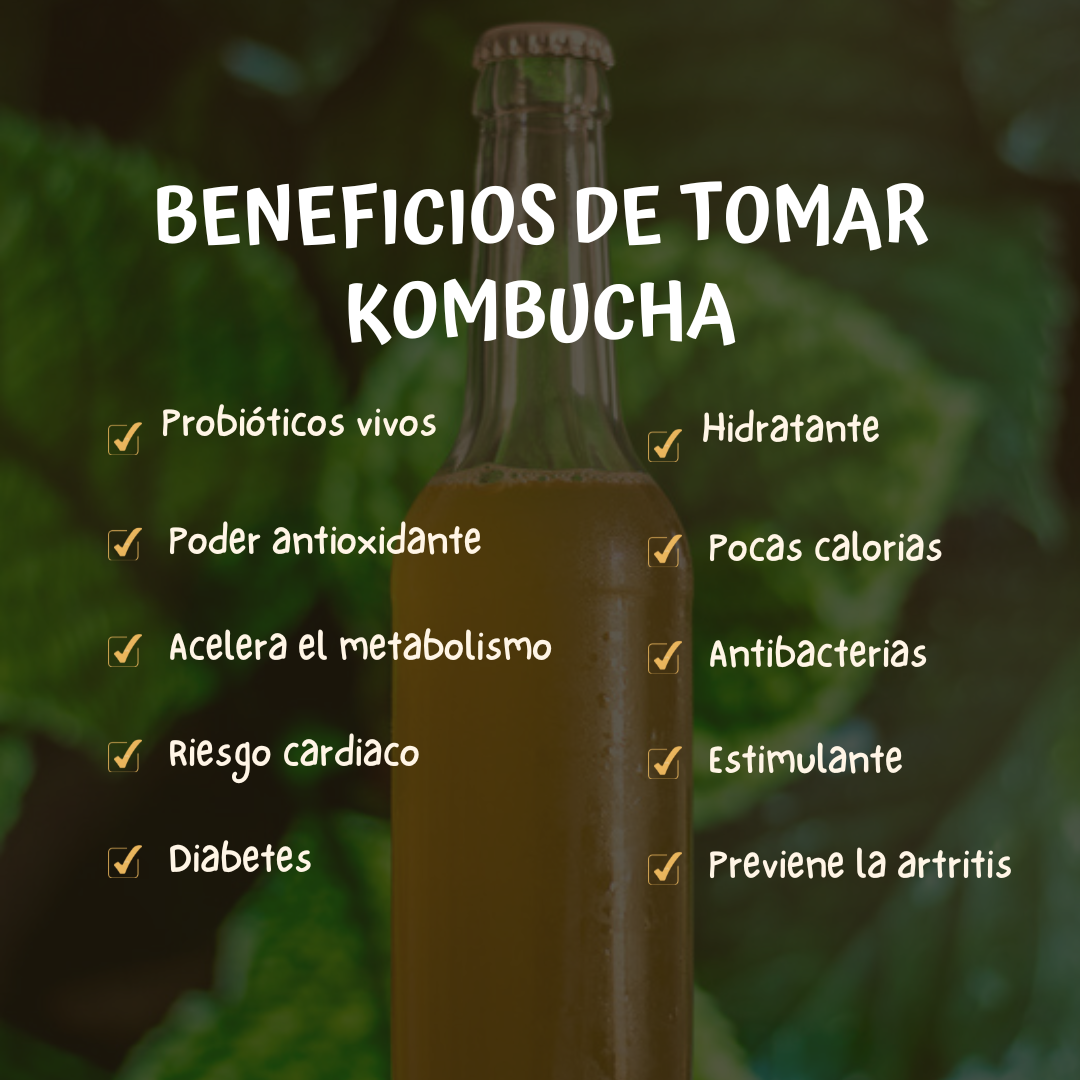 BENEFICIOS DE TOMAR
KOMBUCHA
Probióticos vivos
Poder antioxidante
Acelera el metabolismo
Riesgo cardiaco
Diabetes
Hidratante
Pocas calorias
Antibacterias
Estimulante
Previene la artritis